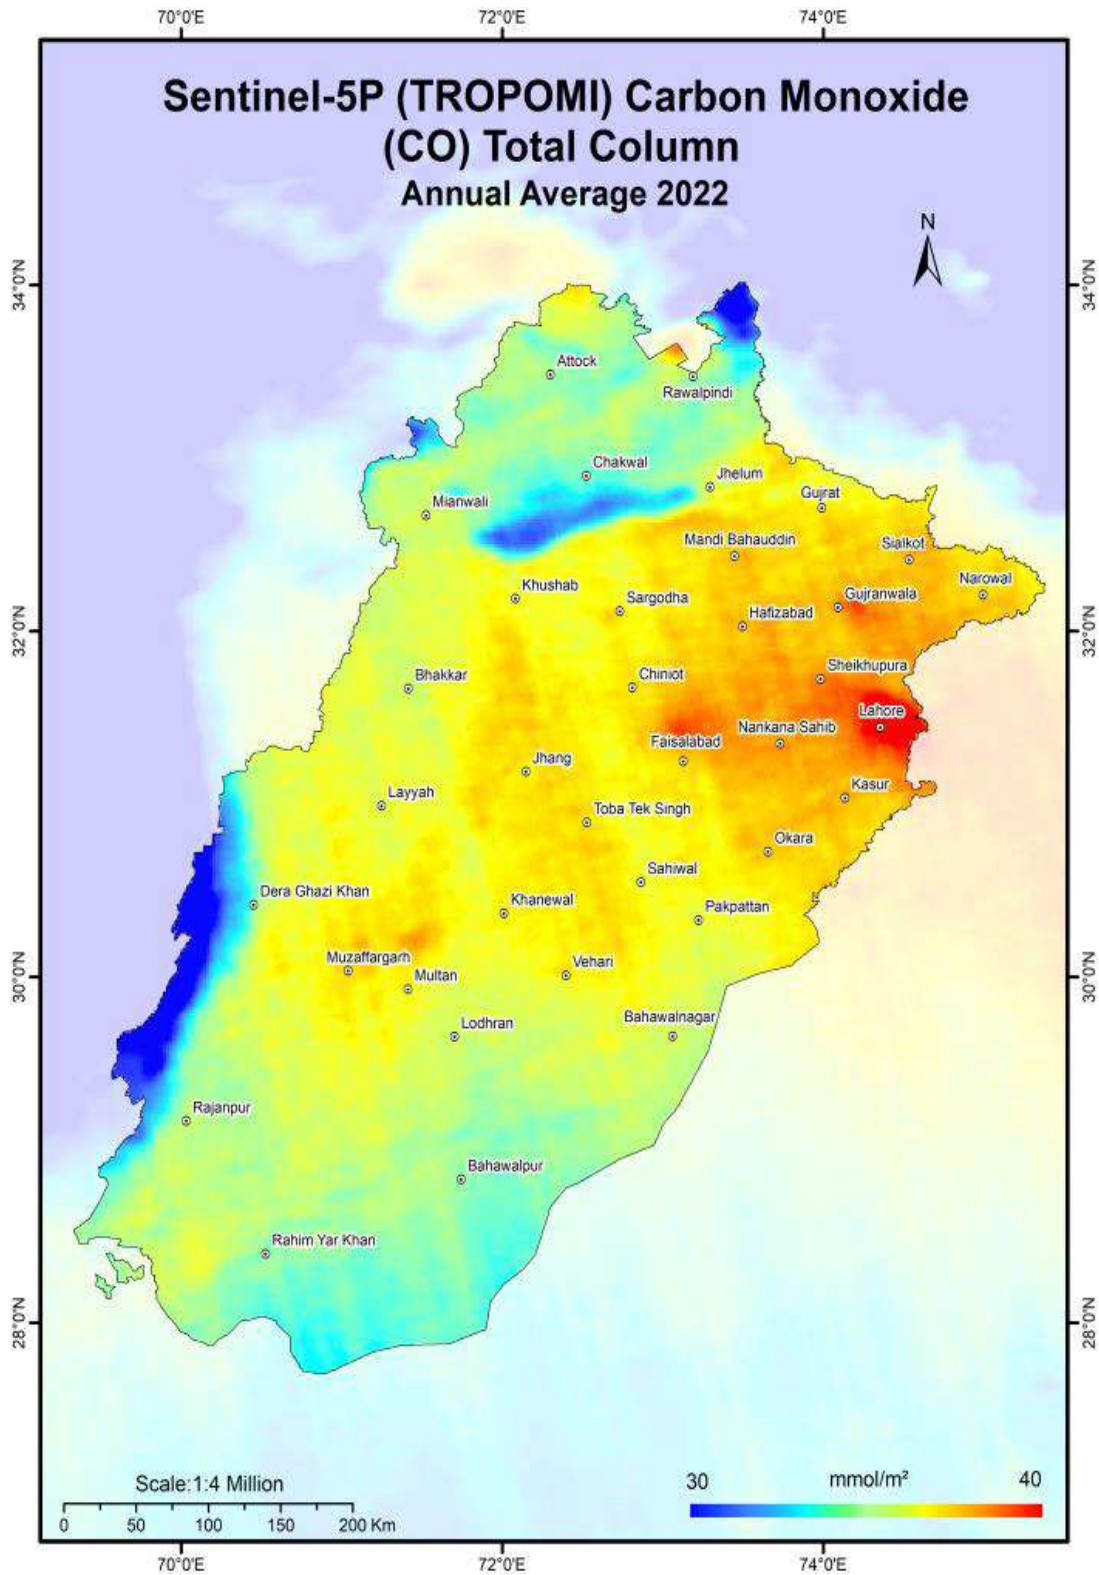 70°0'E 72°0'E 74°0'E
Sentinel-5P (TROPOMI) Carbon Monoxide
(CO) Total Column
Annual Average 2022
N
34°0'N 34°0'N
Attock
Rawalpindi
Chakwal
Jhelum
Mianwali
Gujrat
Mandi Bahauddin
Sialkot
Khushab
Narowal
Sargodha
Gujranwala
Hafizabad
32°0'N 32°0'N
Bhakkar
Chiniot
Sheikhupura
Lahore
Nankana Sahib
Faisalabad
Jhang
Kasur
Layyah
Toba Tek Singh
Okara
Sahiwal
Dera Ghazi Khan
Khanewal
Pakpattan
Muzaffargarh
Vehari
Multan
30°0'N 30°0'N
Lodhran
Bahawalnagar
Rajanpur
Bahawalpur
Rahim Yar Khan
28°0'N 28°0'N
Scale:1:4 Million
0 50 100 150 200 Km
30 mmol/m² 40
70°0'E 72°0'E 74°0'E